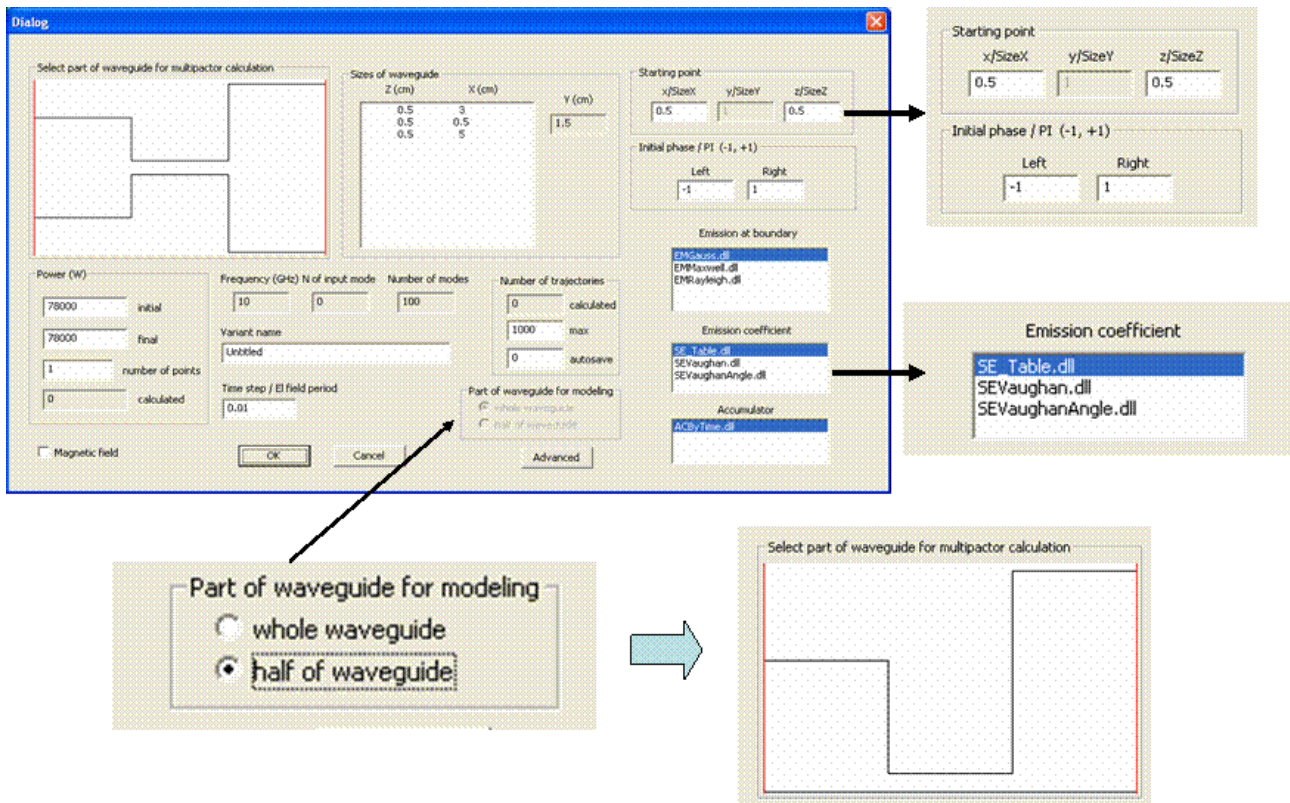 Dialog
Select part of waveguide for multipactor calculation
Sizes of waveguide
Z (cm) X (cm)
Y (cm)
0.5 3
0.5 0.5
0.5 5
1.5
Starting point
x/SizeX y/SizeY z/SizeZ
0.5 1 0.5
Initial phase / PI (-1, +1)
Left Right
-1 1
Power (W)
78000 initial
78000 final
1 number of points
0 calculated
Magnetic field
Frequency (GHz) N of input mode Number of modes
10 0 100
Variant name
Untitled
Time step / El field period
0.01
OK Cancel
Number of trajectories
0 calculated
1000 max
0 autosave
Part of waveguide for modeling
whole waveguide
half of waveguide
Advanced
Emission at boundary
EMGauss.dll
EMMaxwell.dll
EMRayleigh.dll
Emission coefficient
SE_Table.dll
SEVaughan.dll
SEVaughanAngle.dll
Accumulator
ACByTime.dll
Starting point
x/SizeX y/SizeY z/SizeZ
0.5 1 0.5
Initial phase / PI (-1, +1)
Left Right
-1 1
Emission coefficient
SE_Table.dll
SEVaughan.dll
SEVaughanAngle.dll
Part of waveguide for modeling
whole waveguide
half of waveguide
Select part of waveguide for multipactor calculation